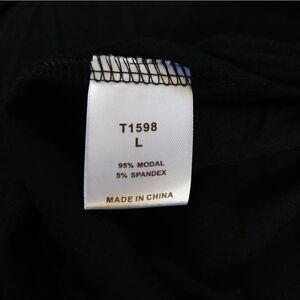 T1598
L
95% MODAL
5% SPANDEX
MADE IN CHINA